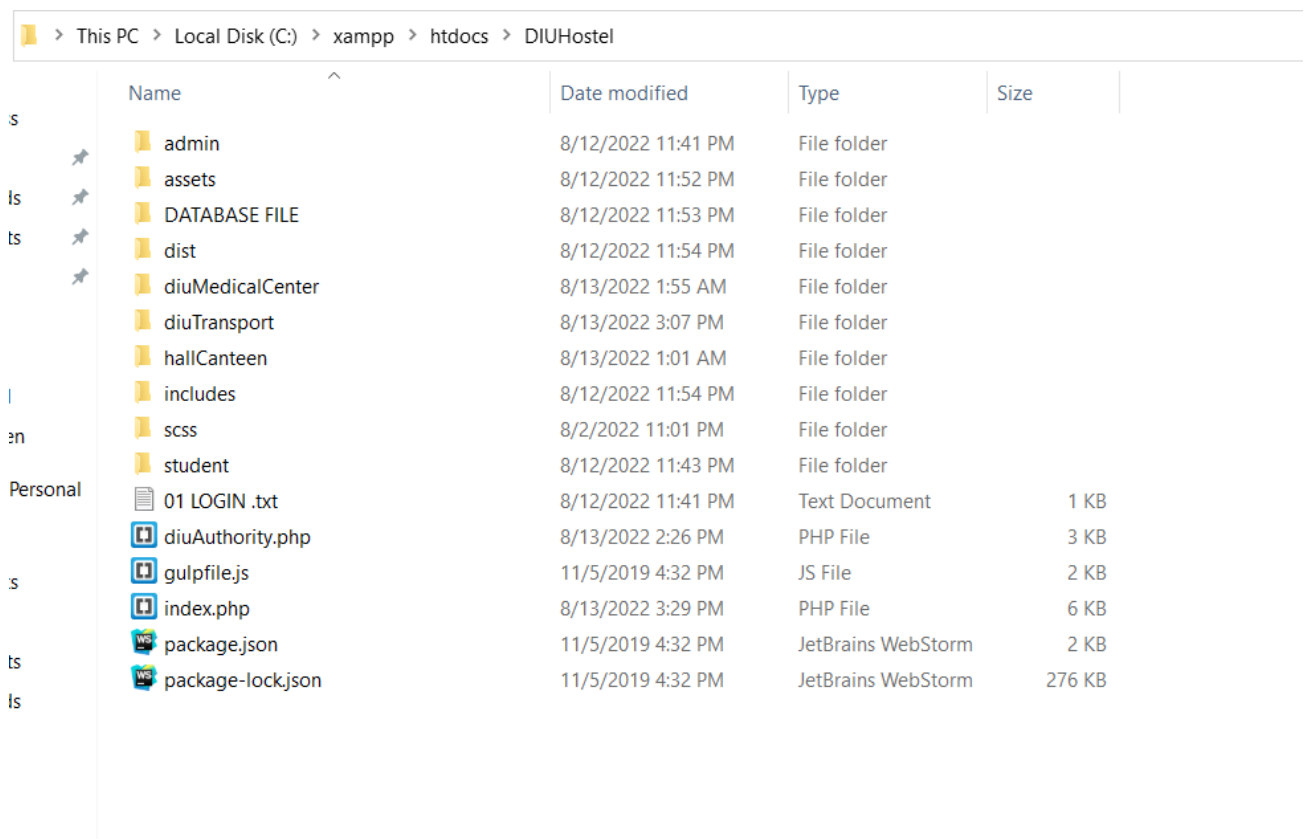 This PC > Local Disk (C:) > xampp > htdocs > DIUHostel
Name Date modified Type Size
admin 8/12/2022 11:41 PM File folder
assets 8/12/2022 11:52 PM File folder
DATABASE FILE 8/12/2022 11:53 PM File folder
dist 8/12/2022 11:54 PM File folder
diuMedicalCenter 8/13/2022 1:55 AM File folder
diuTransport 8/13/2022 3:07 PM File folder
hallCanteen 8/13/2022 1:01 AM File folder
includes 8/12/2022 11:54 PM File folder
scss 8/2/2022 11:01 PM File folder
student 8/12/2022 11:43 PM File folder
Personal
01 LOGIN .txt 8/12/2022 11:41 PM Text Document 1 KB
diuAuthority.php 8/13/2022 2:26 PM PHP File 3 KB
gulpfile.js 11/5/2019 4:32 PM JS File 2 KB
index.php 8/13/2022 3:29 PM PHP File 6 KB
package.json 11/5/2019 4:32 PM JetBrains WebStorm 2 KB
package-lock.json 11/5/2019 4:32 PM JetBrains WebStorm 276 KB